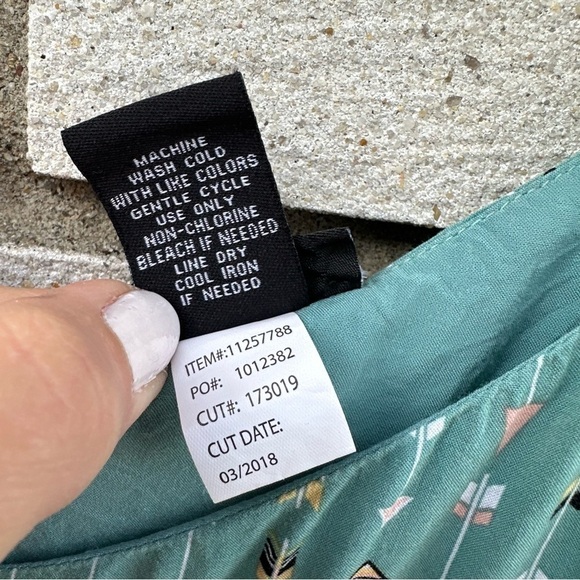 MACHINE
WASH COLD
WITH LIKE COLORS
GENTLE CYCLE
USE ONLY
NON-CHLORINE
BLEACH IF NEEDED
LINE DRY
COOL IRON
IF NEEDED
ITEM#:11257788
PO#: 1012382
CUT#: 173019
CUT DATE:
03/2018